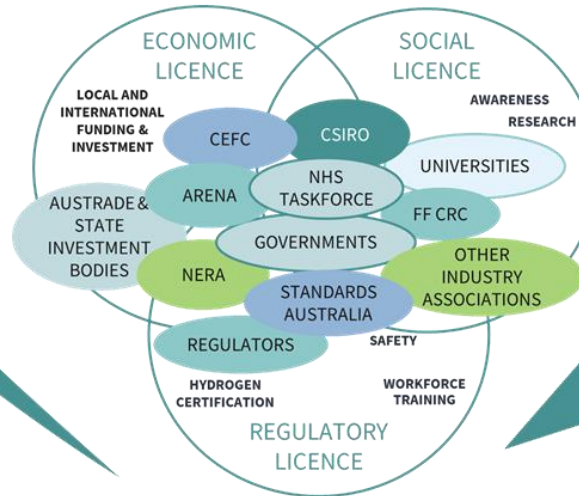 ECONOMIC
LICENCE
SOCIAL
LICENCE
LOCAL AND
INTERNATIONAL
FUNDING &
INVESTMENT
AWARENESS
RESEARCH
CEFC
CSIRO
UNIVERSITIES
ARENA
NHS
TASKFORCE
FF CRC
AUSTRADE &
STATE
INVESTMENT
BODIES
GOVERNMENTS
NERA
OTHER
INDUSTRY
ASSOCIATIONS
STANDARDS
AUSTRALIA
REGULATORS
SAFETY
HYDROGEN
CERTIFICATION
WORKFORCE
TRAINING
REGULATORY
LICENCE